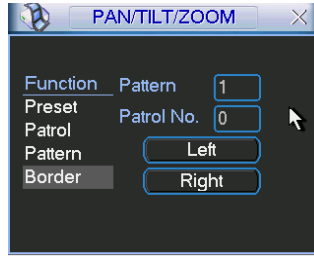 PAN/TILT/ZOOM
Function
Preset
Patrol
Pattern
Border
Pattern 1
Patrol No. 0
Left
Right